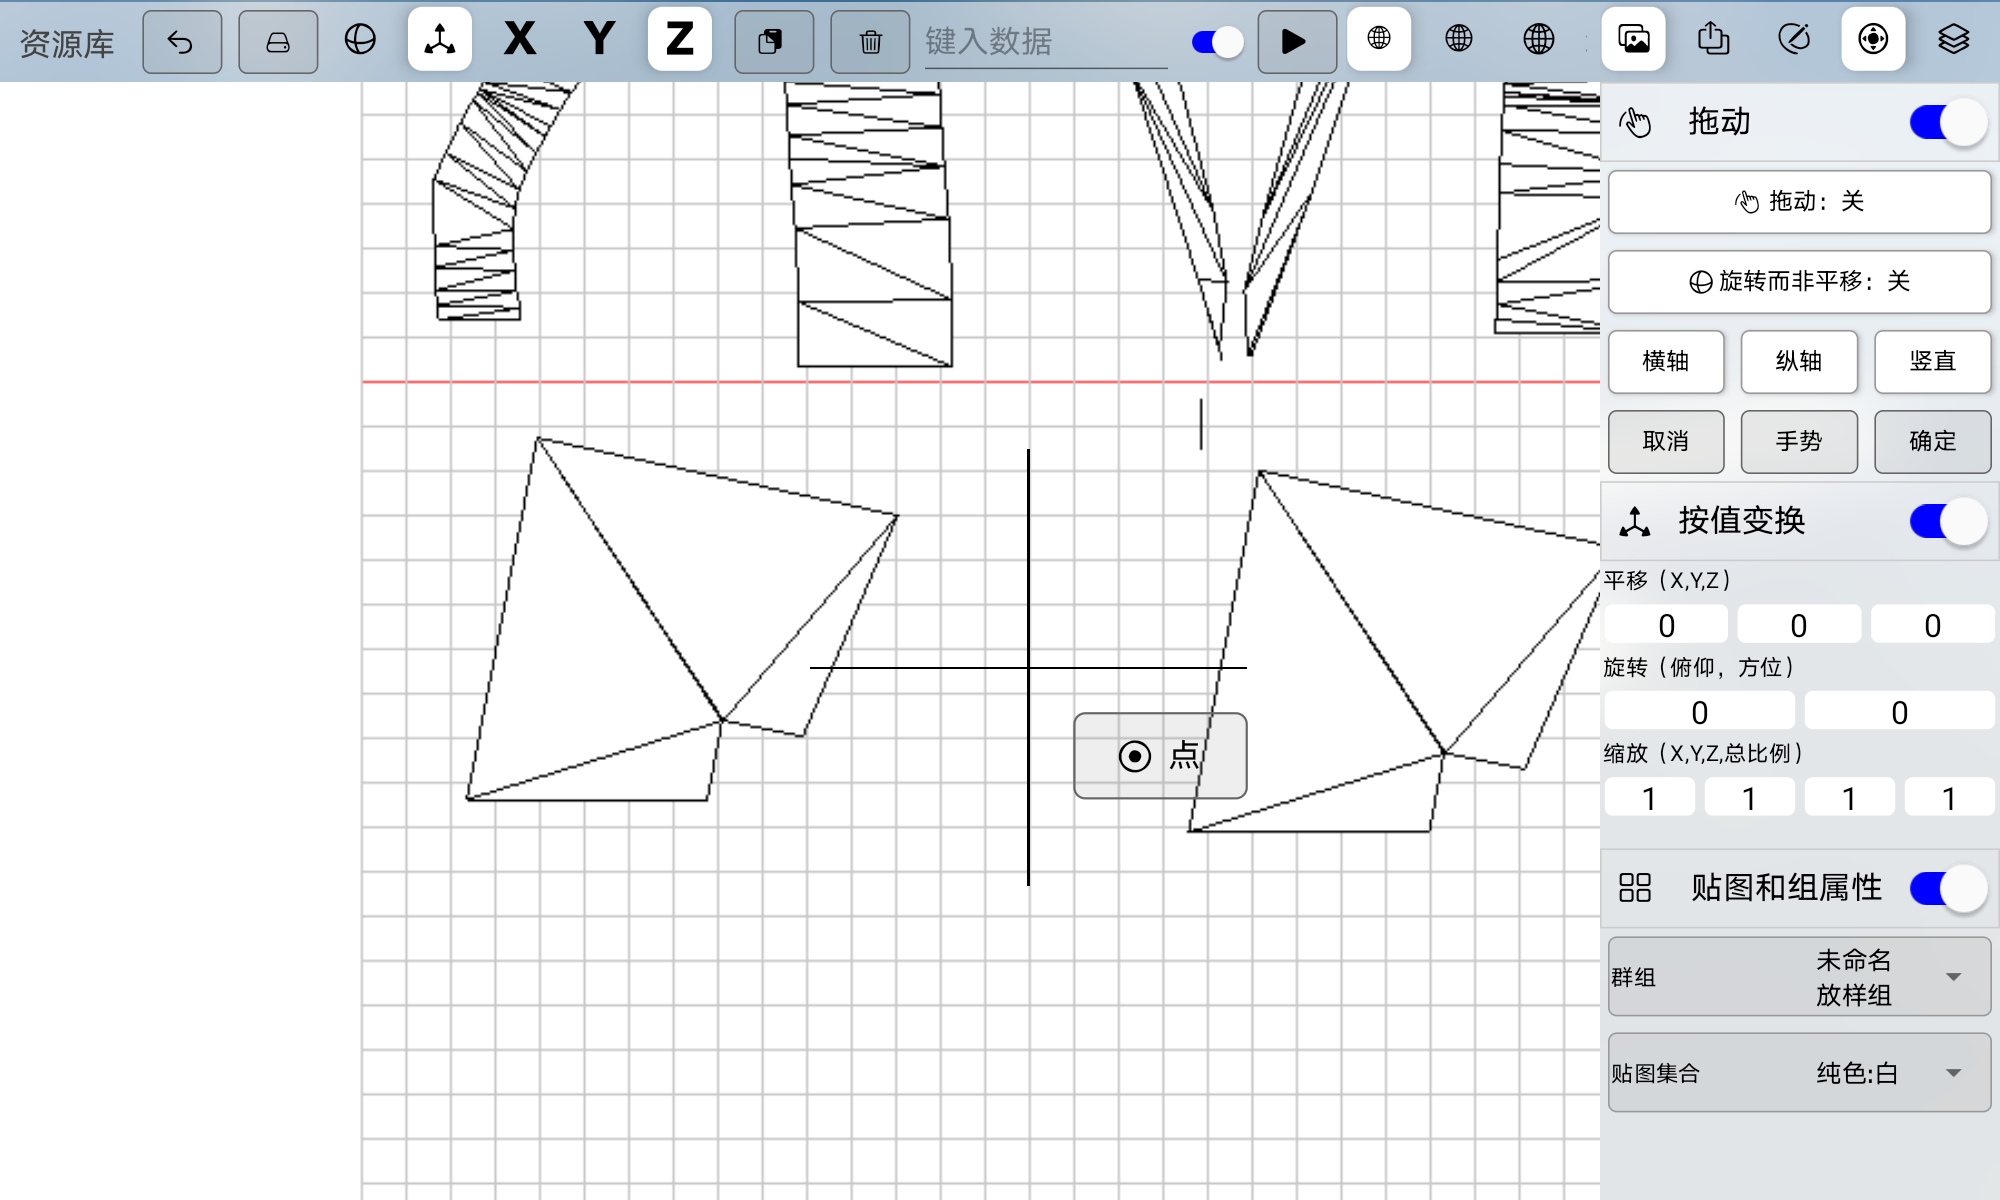 资源库 X Y Z 键入数据
拖动
拖动：关
旋转而非平移：关
横轴 纵轴 竖直
取消 手势 确定
按值变换
平移（X,Y,Z）
0 0 0
旋转（俯仰，方位）
0 0
缩放（X,Y,Z,总比例）
1 1 1 1
点
贴图和组属性
群组 未命名
放样组
贴图集合 纯色:白